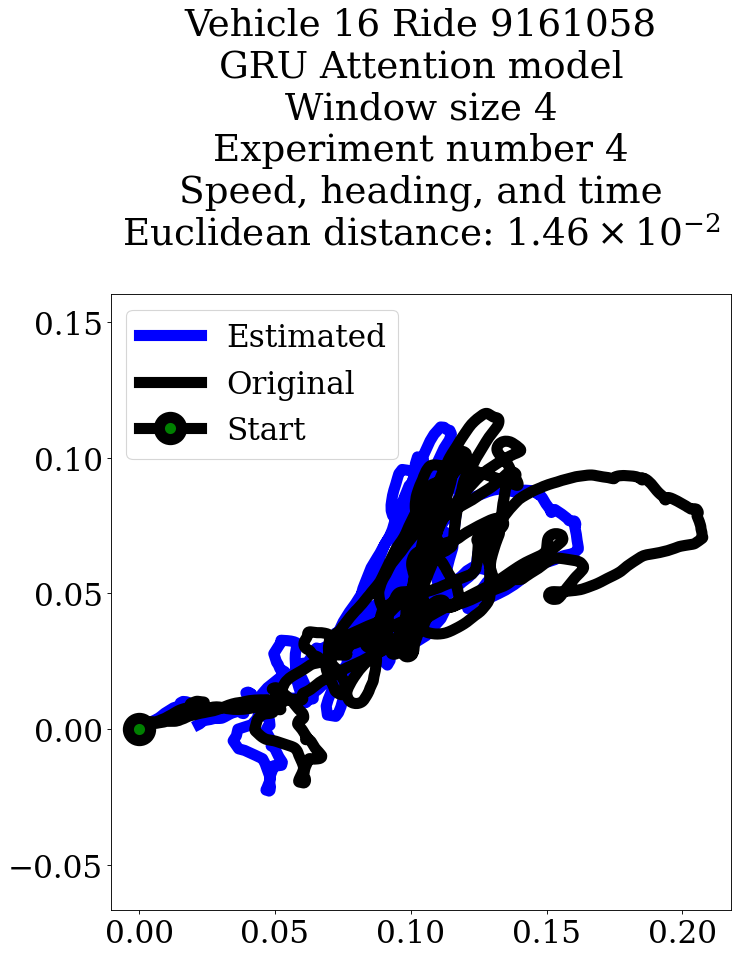 Vehicle 16 Ride 9161058
GRU Attention model
Window size 4
Experiment number 4
Speed, heading, and time
Euclidean distance: 1.46 × 10⁻²
0.15
0.10
0.05
0.00
−0.05
Estimated
Original
Start
0.00 0.05 0.10 0.15 0.20